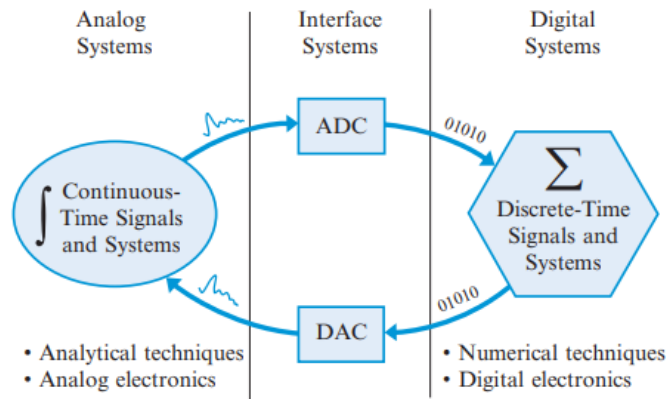 Analog
Systems
Interface
Systems
Digital
Systems
ADC
01010
∫
Continuous-
Time Signals
and Systems
∑
Discrete-Time
Signals and
Systems
01010
DAC
• Analytical techniques
• Analog electronics
• Numerical techniques
• Digital electronics